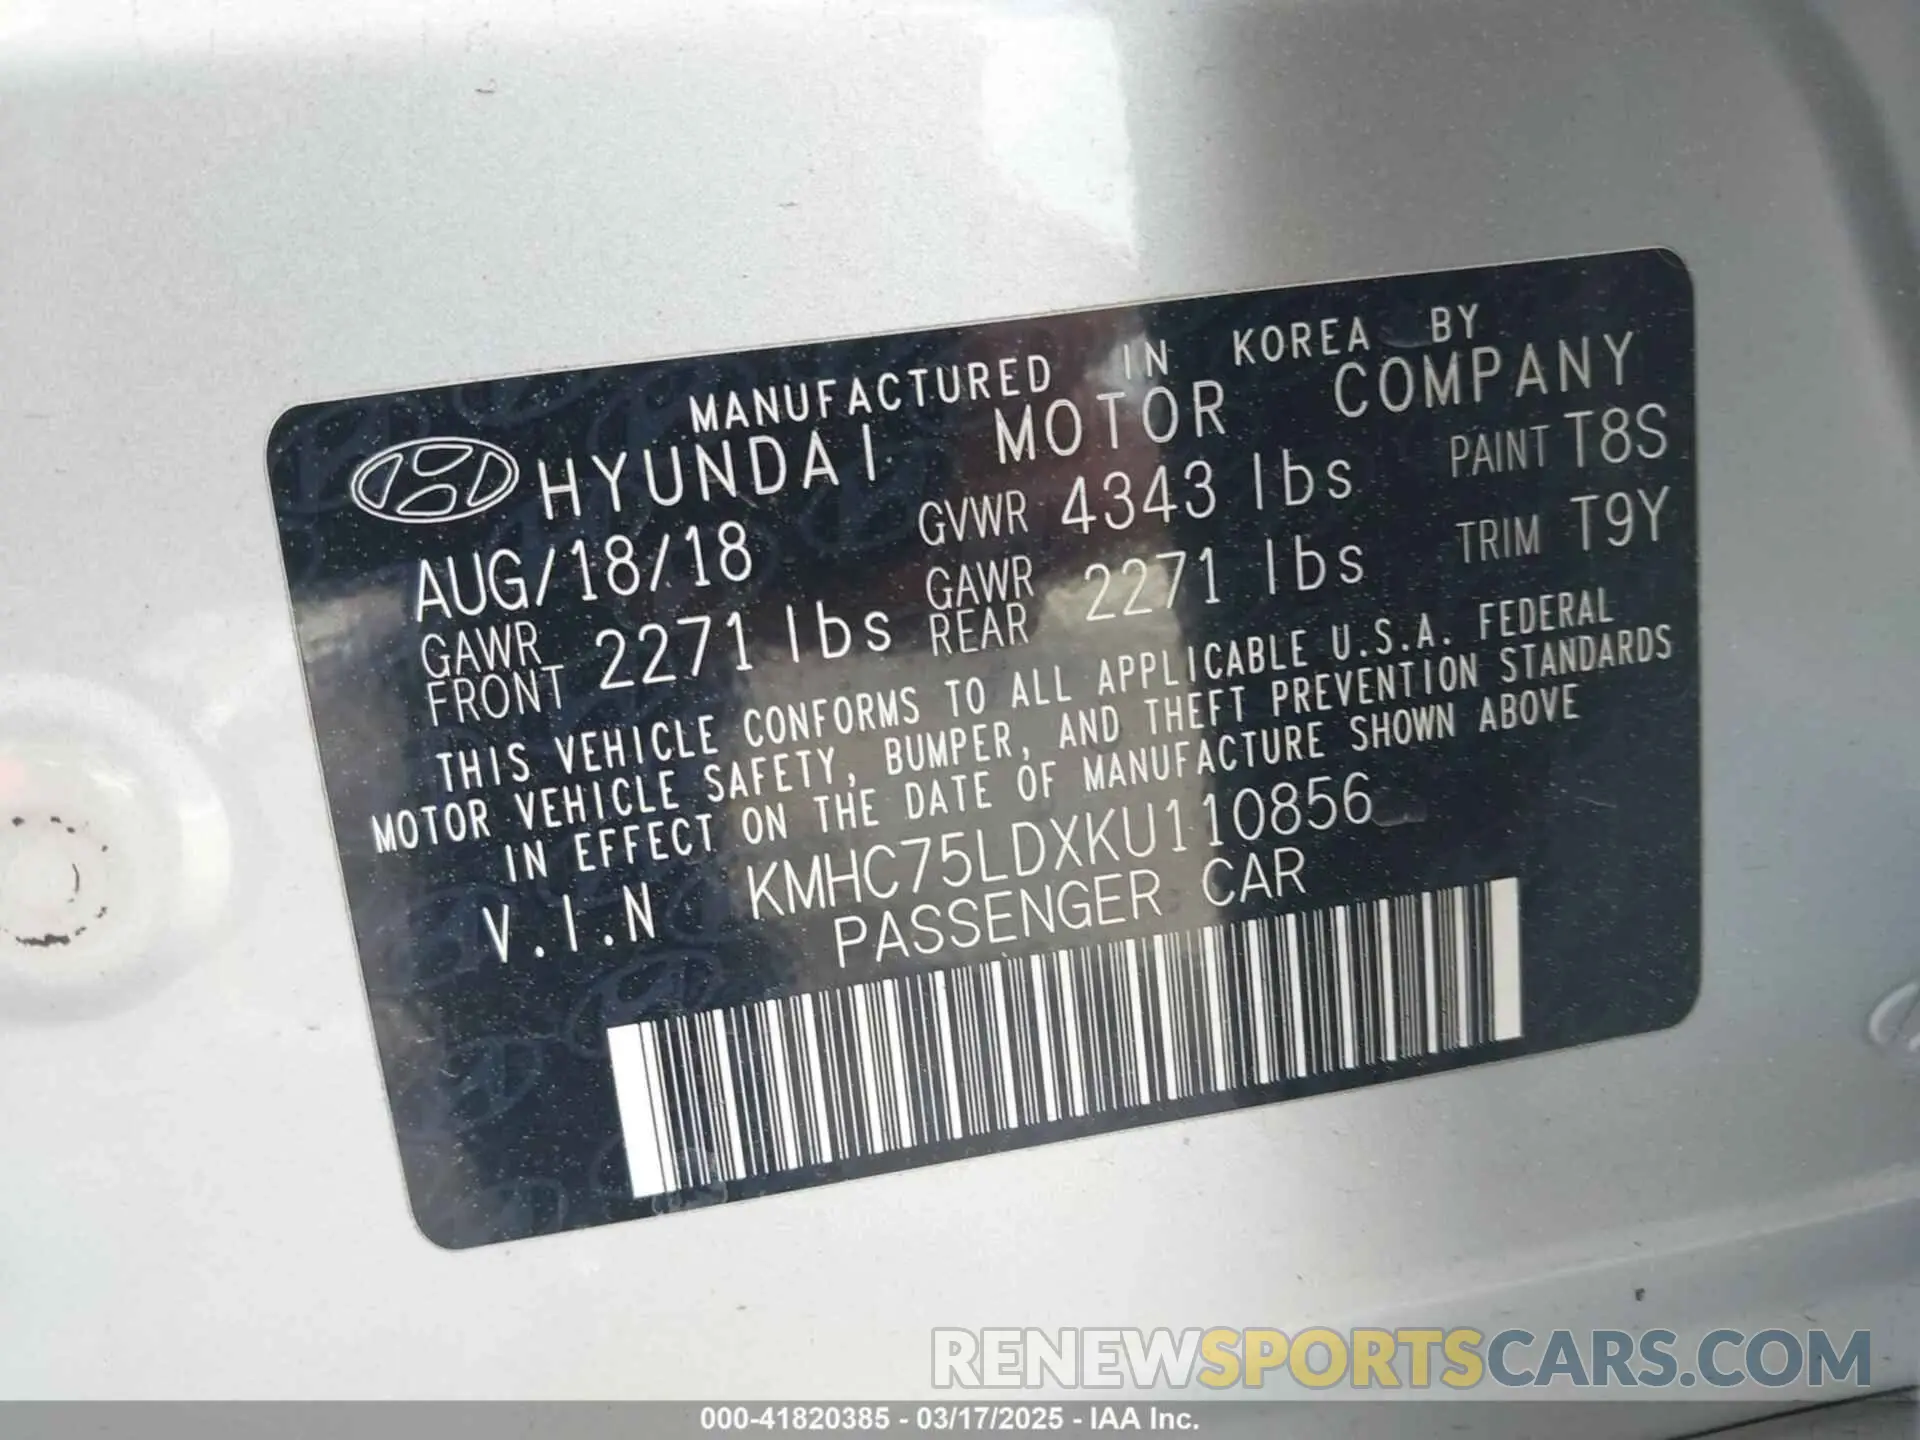 MANUFACTURED IN KOREA BY
HYUNDAI MOTOR COMPANY
AUG/18/18 GVWR 4343 lbs PAINT T8S
GAWR FRONT 2271 lbs GAWR REAR 2271 lbs TRIM T9Y
THIS VEHICLE CONFORMS TO ALL APPLICABLE U.S.A. FEDERAL
MOTOR VEHICLE SAFETY, BUMPER, AND THEFT PREVENTION STANDARDS
IN EFFECT ON THE DATE OF MANUFACTURE SHOWN ABOVE
V.I.N KMHC75LDXKU110856
PASSENGER CAR
RENEWSPORTSCARS.COM
000-41820385 - 03/17/2025 - IAA Inc.